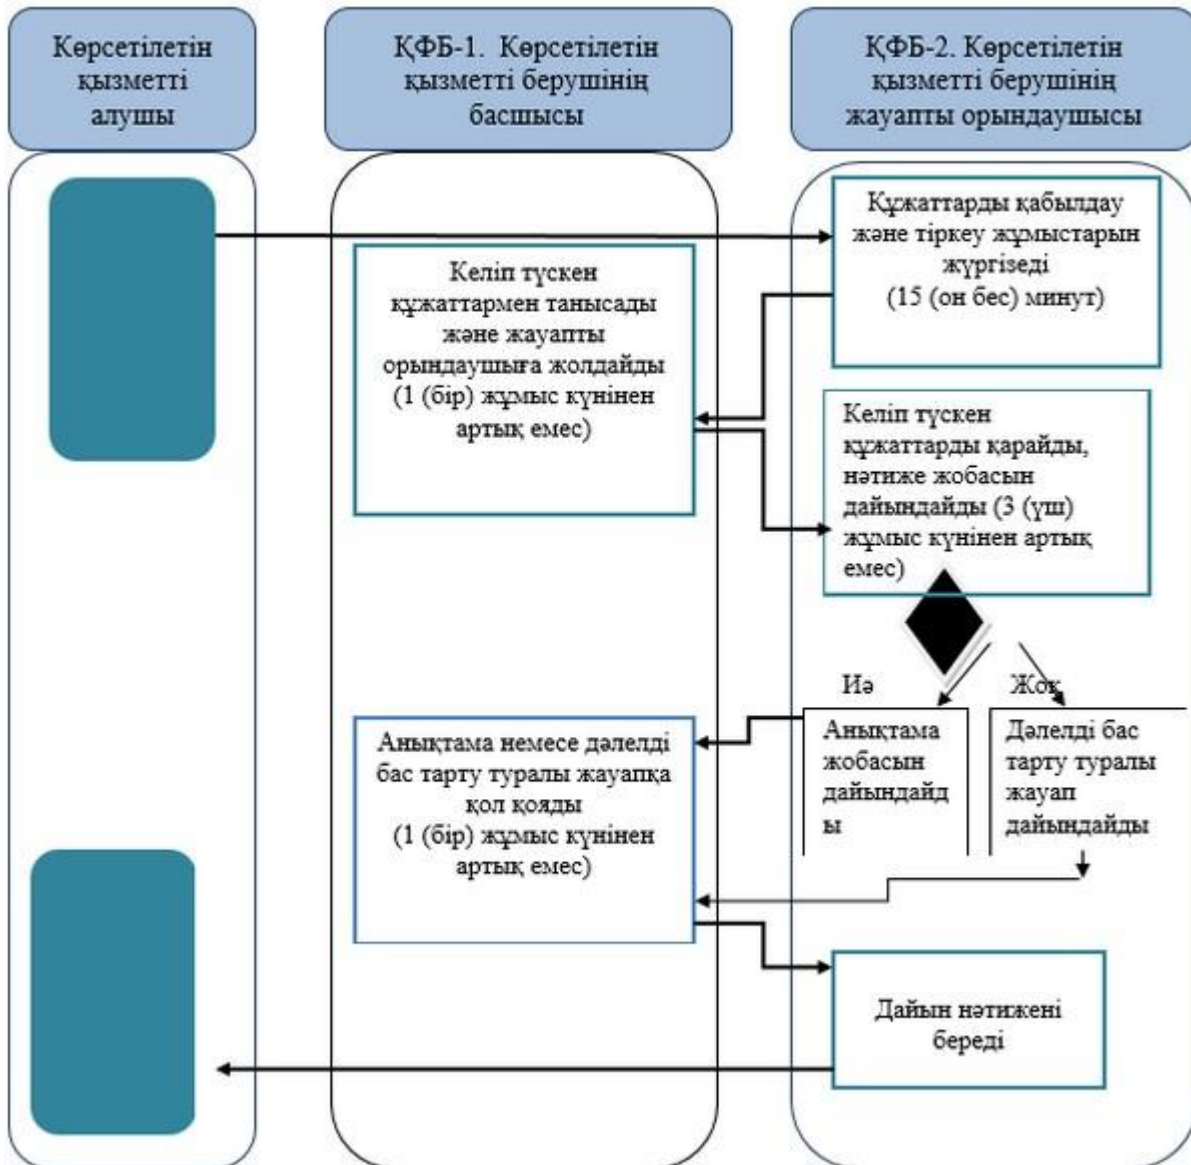 Көрсетілетін
қызметті
алушы
ҚФБ-1. Көрсетілетін
қызметті берушінің
басшысы
ҚФБ-2. Көрсетілетін
қызметті берушінің
жауапты орындаушысы
Құжаттарды қабылдау
және тіркеу жұмыстарын
жүргізеді
(15 (он бес) минут)
Келіп түскен
құжаттармен танысады
және жауапты
орындаушыға жолдайды
(1 (бір) жұмыс күнінен
артық емес)
Келіп түскен
құжаттарды қарайды,
нәтиже жобасын
дайындайды (3 (үш)
жұмыс күнінен артық
емес)
Иә
Жоқ
Анықтама
жобасын
дайындайд
ы
Дәлелді бас
тарту туралы
жауап
дайындайды
Анықтама немесе дәлелді
бас тарту туралы жауапқа
қол қояды
(1 (бір) жұмыс күнінен
артық емес)
Дайын нәтижені
береді